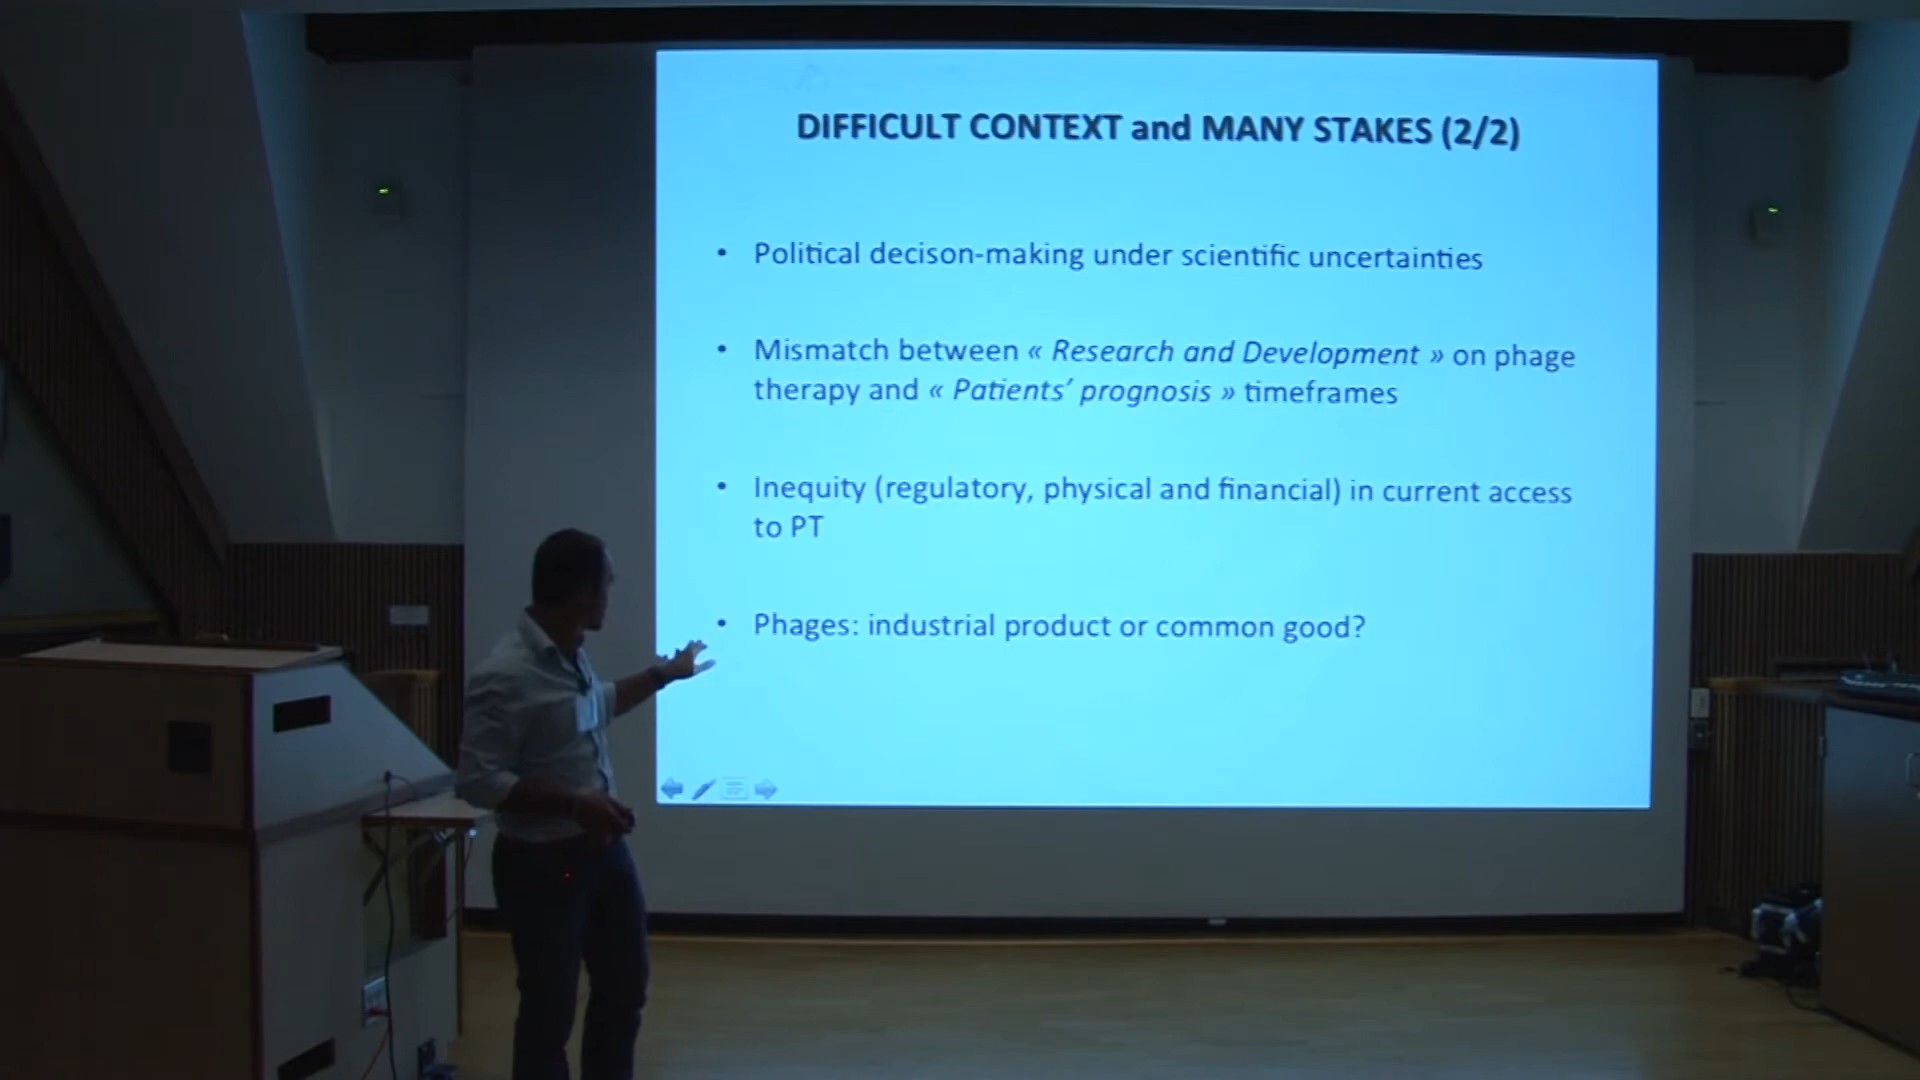 DIFFICULT CONTEXT and MANY STAKES (2/2)
• Political decison-making under scientific uncertainties
• Mismatch between « Research and Development » on phage
therapy and « Patients’ prognosis » timeframes
• Inequity (regulatory, physical and financial) in current access
to PT
• Phages: industrial product or common good?